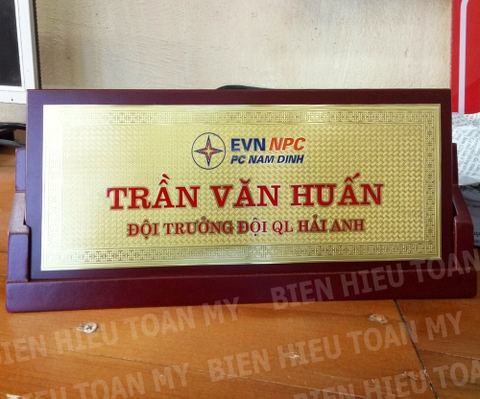 EVN NPC
PC NAM DINH
TRẦN VĂN HUẤN
ĐỘI TRƯỞNG ĐỘI QL HẢI ANH
BIEN HIEU TOAN MY
BIEN HIEU TOAN MY
BIEN HIEU TOAN MY
BIEN HIEU TOAN MY